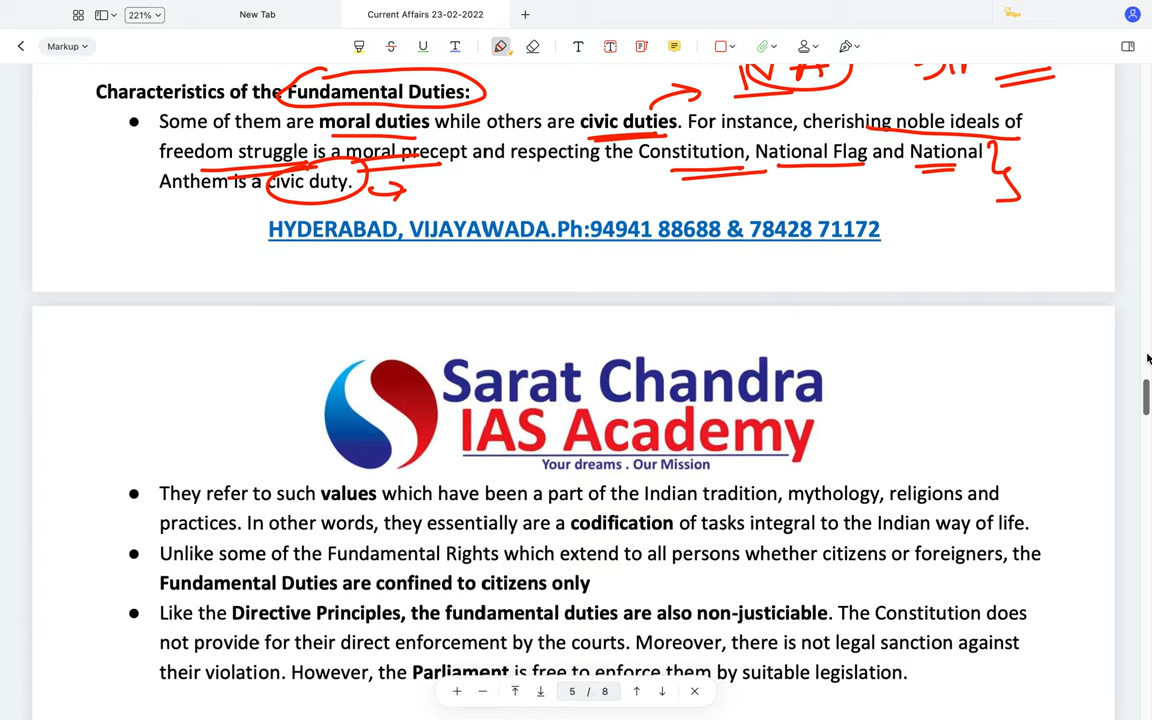 221%
New Tab
Current Affairs 23-02-2022
Markup
Characteristics of the Fundamental Duties:
● Some of them are moral duties while others are civic duties. For instance, cherishing noble ideals of
freedom struggle is a moral precept and respecting the Constitution, National Flag and National
Anthem is a civic duty.
HYDERABAD, VIJAYAWADA.Ph:94941 88688 & 78428 71172
Sarat Chandra
IAS Academy
Your dreams . Our Mission
● They refer to such values which have been a part of the Indian tradition, mythology, religions and
practices. In other words, they essentially are a codification of tasks integral to the Indian way of life.
● Unlike some of the Fundamental Rights which extend to all persons whether citizens or foreigners, the
Fundamental Duties are confined to citizens only
● Like the Directive Principles, the fundamental duties are also non-justiciable. The Constitution does
not provide for their direct enforcement by the courts. Moreover, there is not legal sanction against
their violation. However, the Parliament is free to enforce them by suitable legislation.
5 / 8